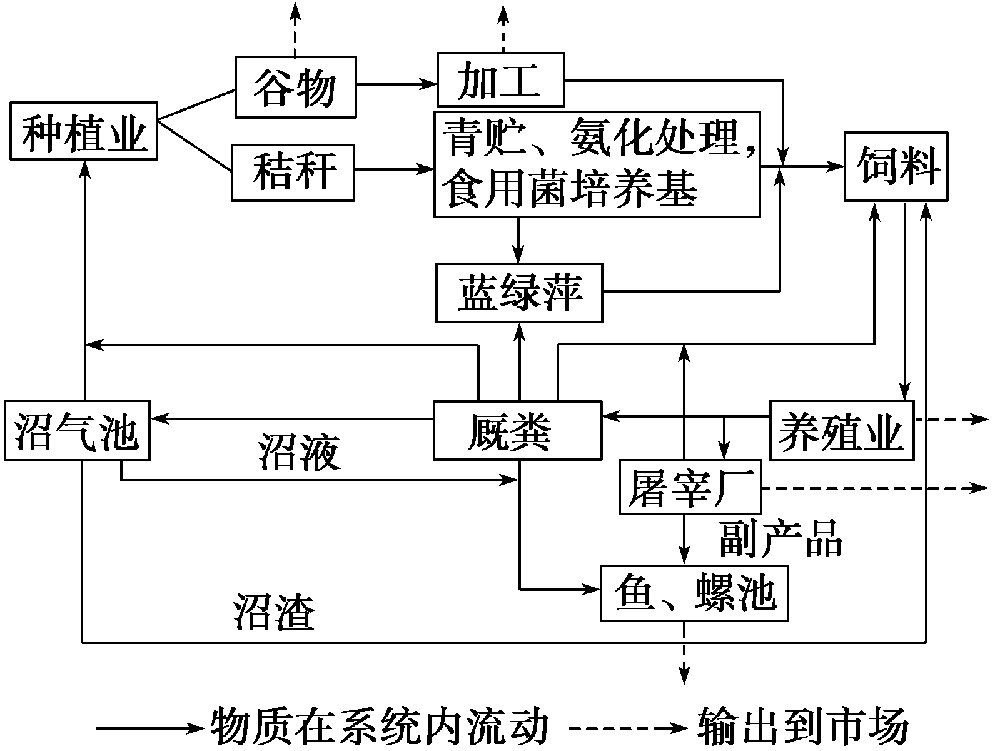 谷物
加工
种植业
秸秆
青贮、氨化处理，
食用菌培养基
饲料
蓝绿萍
沼气池
厩粪
养殖业
沼液
屠宰厂
副产品
鱼、螺池
沼渣
物质在系统内流动
输出到市场